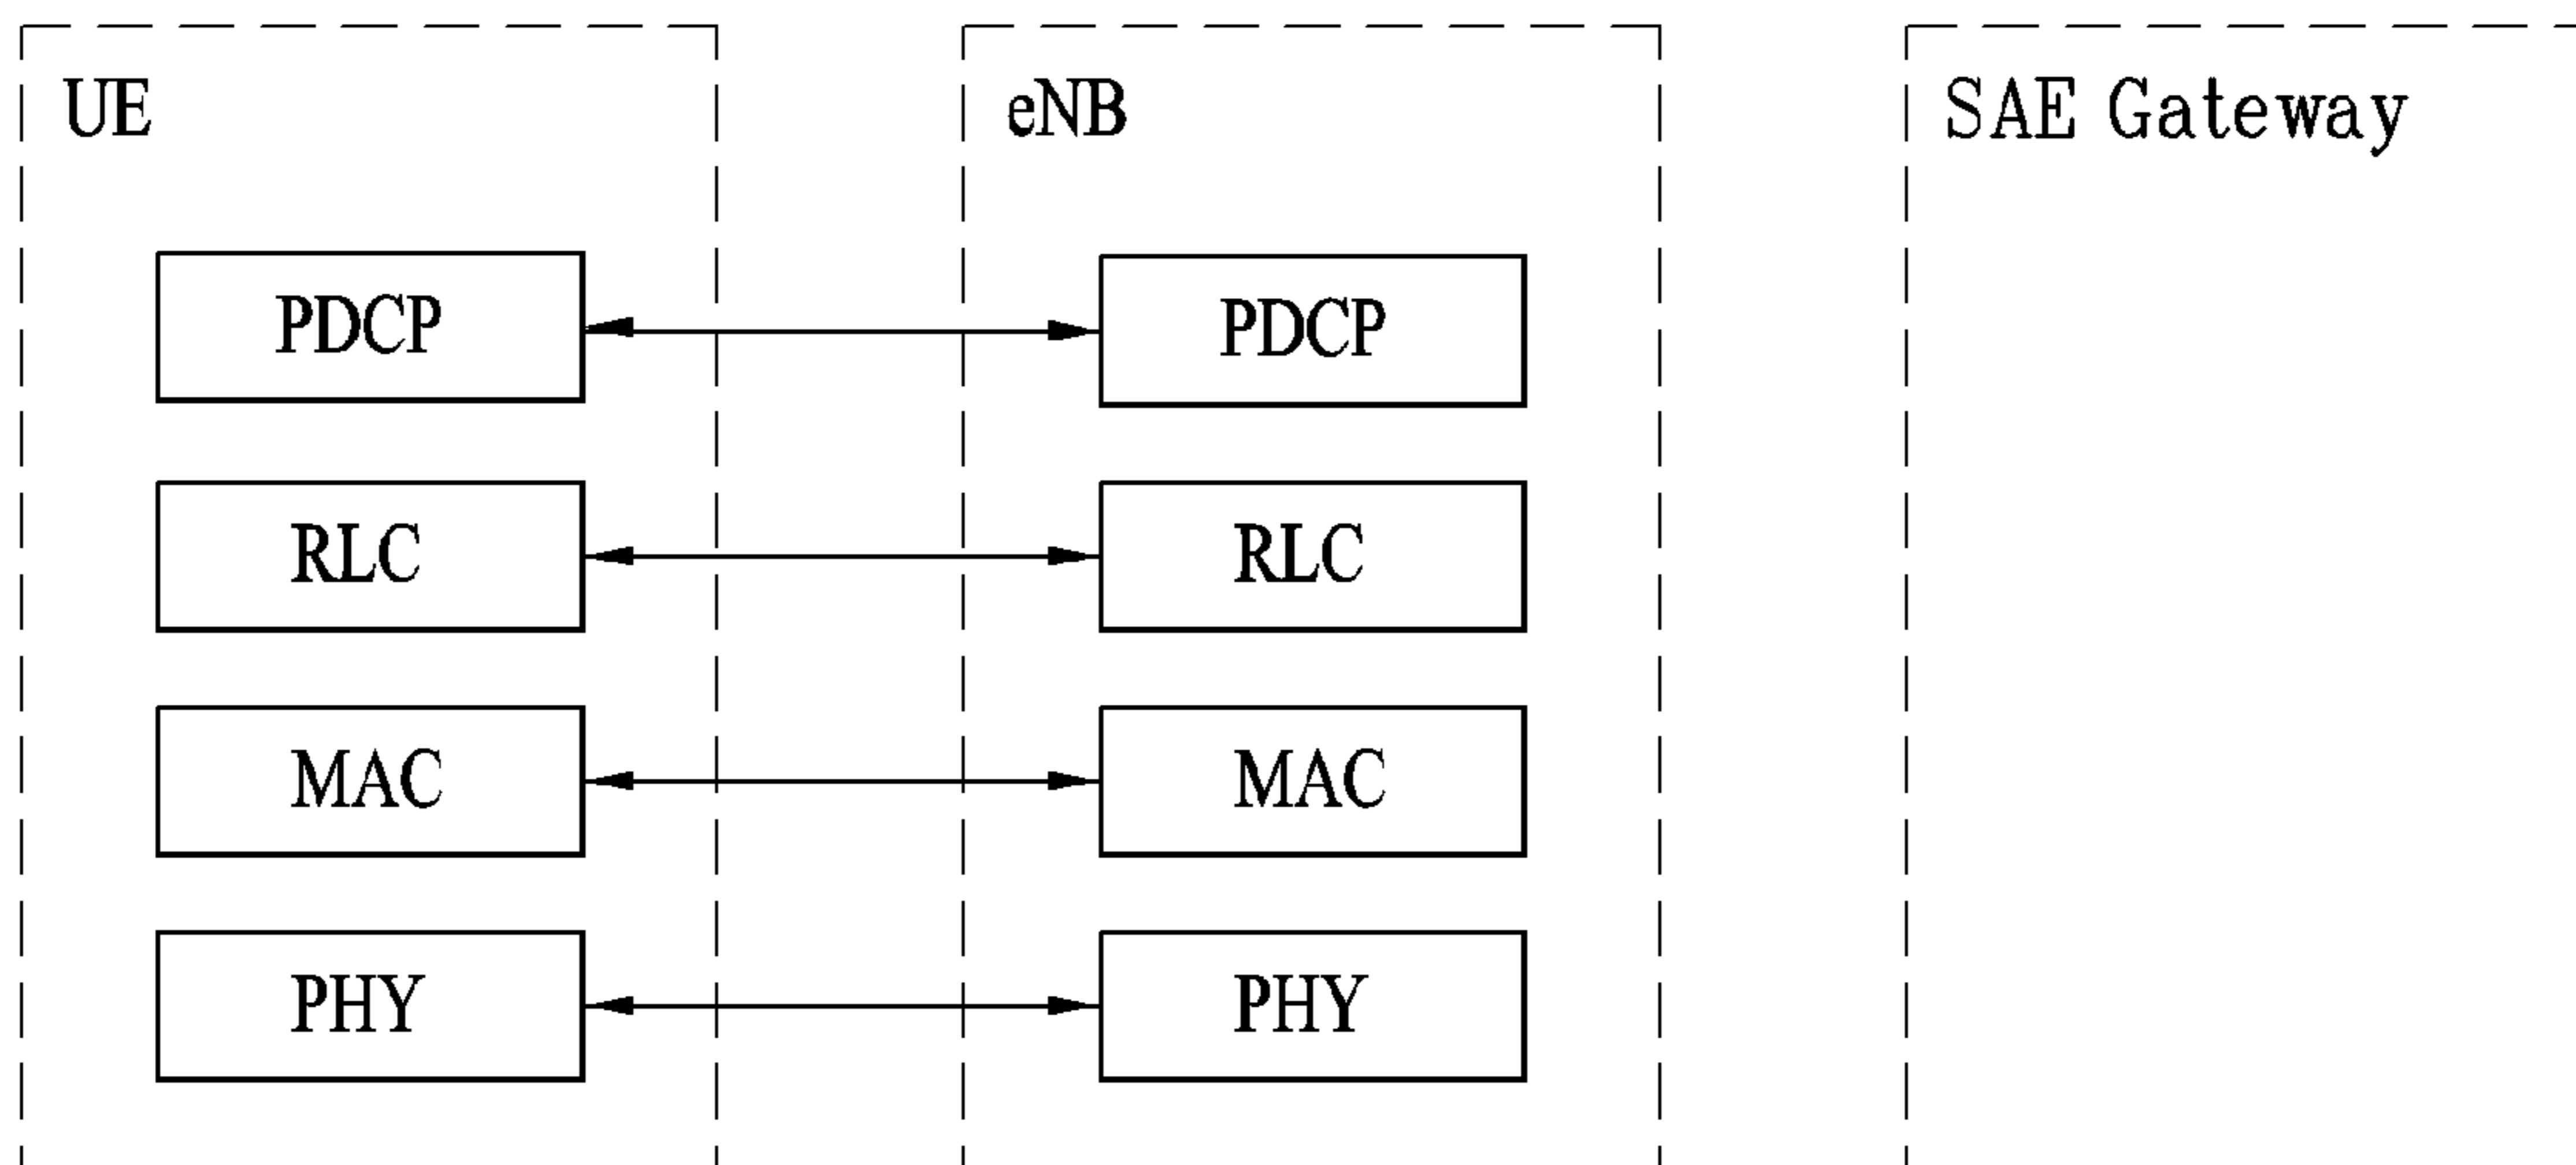 UE
eNB
SAE Gateway
PDCP
PDCP
RLC
RLC
MAC
MAC
PHY
PHY